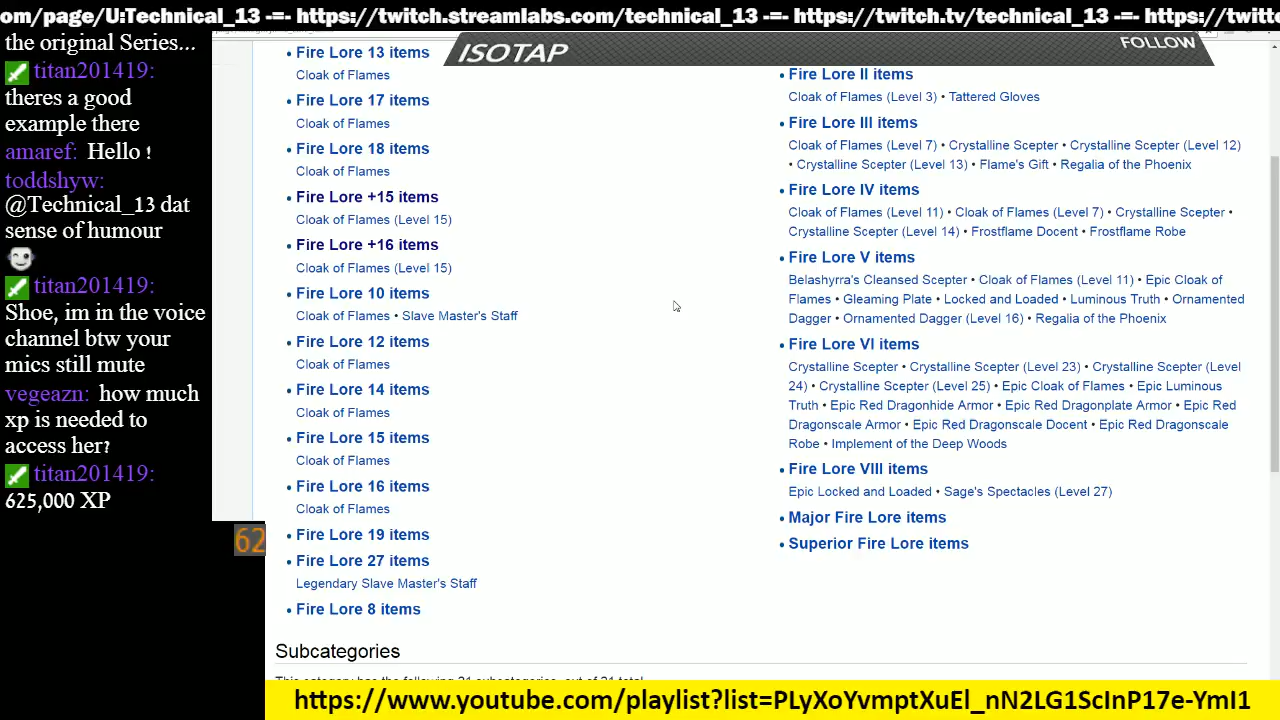 om/page/U:Technical_13 -=- https://twitch.streamlabs.com/technical_13 -=- https://twitch.tv/technical_13 -=- https://twitt
the original Series...
titan201419:
theres a good
example there
amaref: Hello !
toddshyw:
@Technical_13 dat
sense of humour
titan201419:
Shoe, im in the voice
channel btw your
mics still mute
vegeazn: how much
xp is needed to
access her?
titan201419:
625,000 XP
62
ISOTAP
FOLLOW
• Fire Lore 13 items
Cloak of Flames
• Fire Lore 17 items
Cloak of Flames
• Fire Lore 18 items
Cloak of Flames
• Fire Lore +15 items
Cloak of Flames (Level 15)
• Fire Lore +16 items
Cloak of Flames (Level 15)
• Fire Lore 10 items
Cloak of Flames • Slave Master's Staff
• Fire Lore 12 items
Cloak of Flames
• Fire Lore 14 items
Cloak of Flames
• Fire Lore 15 items
Cloak of Flames
• Fire Lore 16 items
Cloak of Flames
• Fire Lore 19 items
• Fire Lore 27 items
Legendary Slave Master's Staff
• Fire Lore 8 items
• Fire Lore II items
Cloak of Flames (Level 3) • Tattered Gloves
• Fire Lore III items
Cloak of Flames (Level 7) • Crystalline Scepter • Crystalline Scepter (Level 12)
• Crystalline Scepter (Level 13) • Flame's Gift • Regalia of the Phoenix
• Fire Lore IV items
Cloak of Flames (Level 11) • Cloak of Flames (Level 7) • Crystalline Scepter •
Crystalline Scepter (Level 14) • Frostflame Docent • Frostflame Robe
• Fire Lore V items
Belashyrra's Cleansed Scepter • Cloak of Flames (Level 11) • Epic Cloak of
Flames • Gleaming Plate • Locked and Loaded • Luminous Truth • Ornamented
Dagger • Ornamented Dagger (Level 16) • Regalia of the Phoenix
• Fire Lore VI items
Crystalline Scepter • Crystalline Scepter (Level 23) • Crystalline Scepter (Level
24) • Crystalline Scepter (Level 25) • Epic Cloak of Flames • Epic Luminous
Truth • Epic Red Dragonhide Armor • Epic Red Dragonplate Armor • Epic Red
Dragonscale Armor • Epic Red Dragonscale Docent • Epic Red Dragonscale
Robe • Implement of the Deep Woods
• Fire Lore VIII items
Epic Locked and Loaded • Sage's Spectacles (Level 27)
• Major Fire Lore items
• Superior Fire Lore items
Subcategories
https://www.youtube.com/playlist?list=PLyXoYvmptXuEl_nN2LG1ScInP17e-YmI1